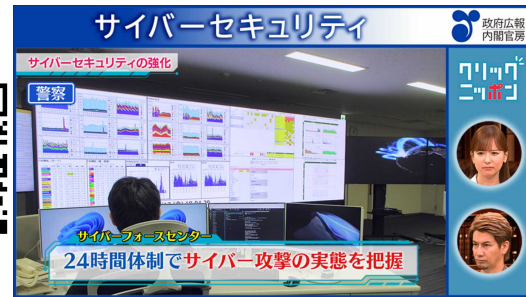 サイバーセキュリティ
政府広報
内閣官房
サイバーセキュリティの強化
クリック
ニッポン
警察
サイバーフォースセンター
24時間体制でサイバー攻撃の実態を把握